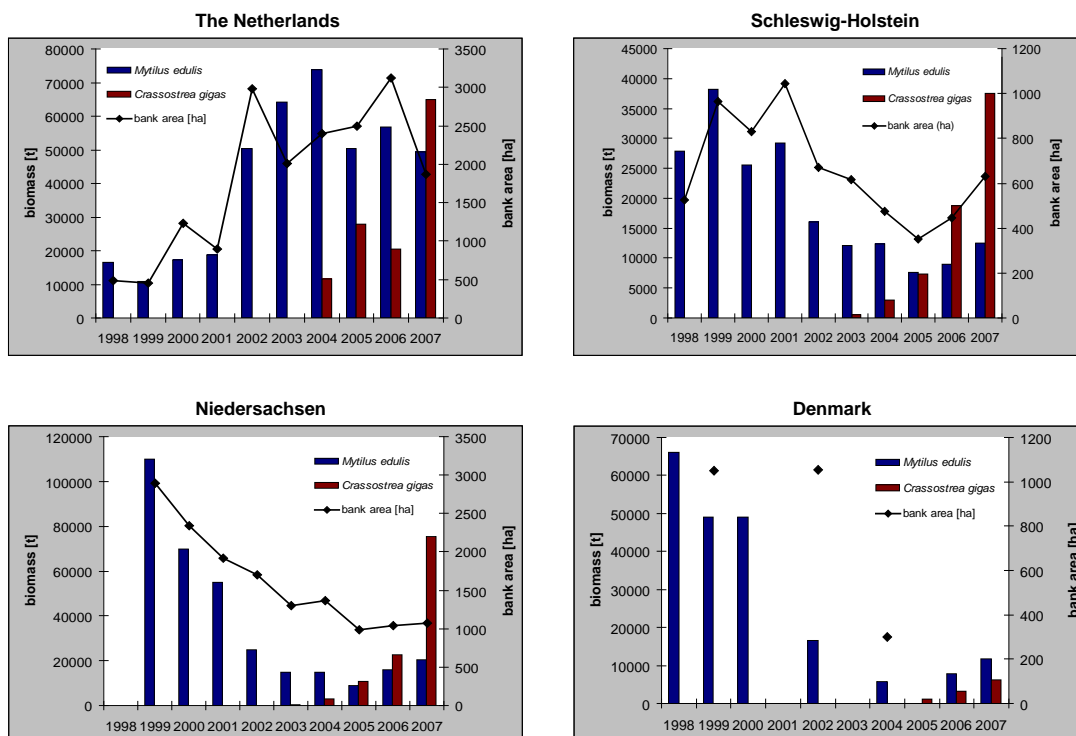 The Netherlands
80000
70000
60000
50000
40000
30000
20000
10000
0
biomass [t]
Mytilus edulis
Crassostrea gigas
bank area [ha]
3500
3000
2500
2000
1500
1000
500
0
bank area [ha]
1998 1999 2000 2001 2002 2003 2004 2005 2006 2007
Schleswig-Holstein
45000
40000
35000
30000
25000
20000
15000
10000
5000
0
biomass [t]
Mytilus edulis
Crassostrea gigas
bank area (ha)
1200
1000
800
600
400
200
0
bank area [ha]
1998 1999 2000 2001 2002 2003 2004 2005 2006 2007
Niedersachsen
120000
100000
80000
60000
40000
20000
0
biomass [t]
Mytilus edulis
Crassostrea gigas
bank area [ha]
3500
3000
2500
2000
1500
1000
500
0
bank area [ha]
1998 1999 2000 2001 2002 2003 2004 2005 2006 2007
Denmark
70000
60000
50000
40000
30000
20000
10000
0
biomass [t]
Mytilus edulis
Crassostrea gigas
bank area [ha]
1200
1000
800
600
400
200
0
bank area [ha]
1998 1999 2000 2001 2002 2003 2004 2005 2006 2007